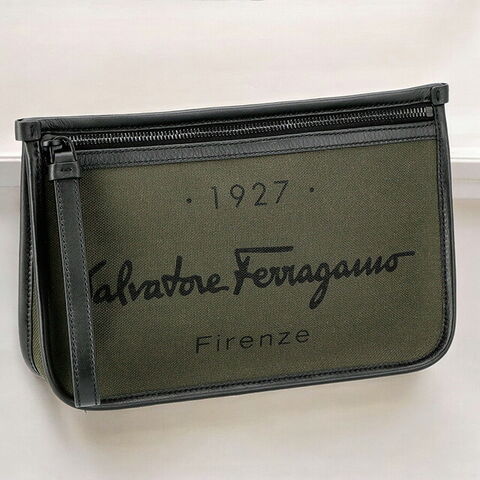 · 1927 ·
Salvatore Ferragamo
Firenze